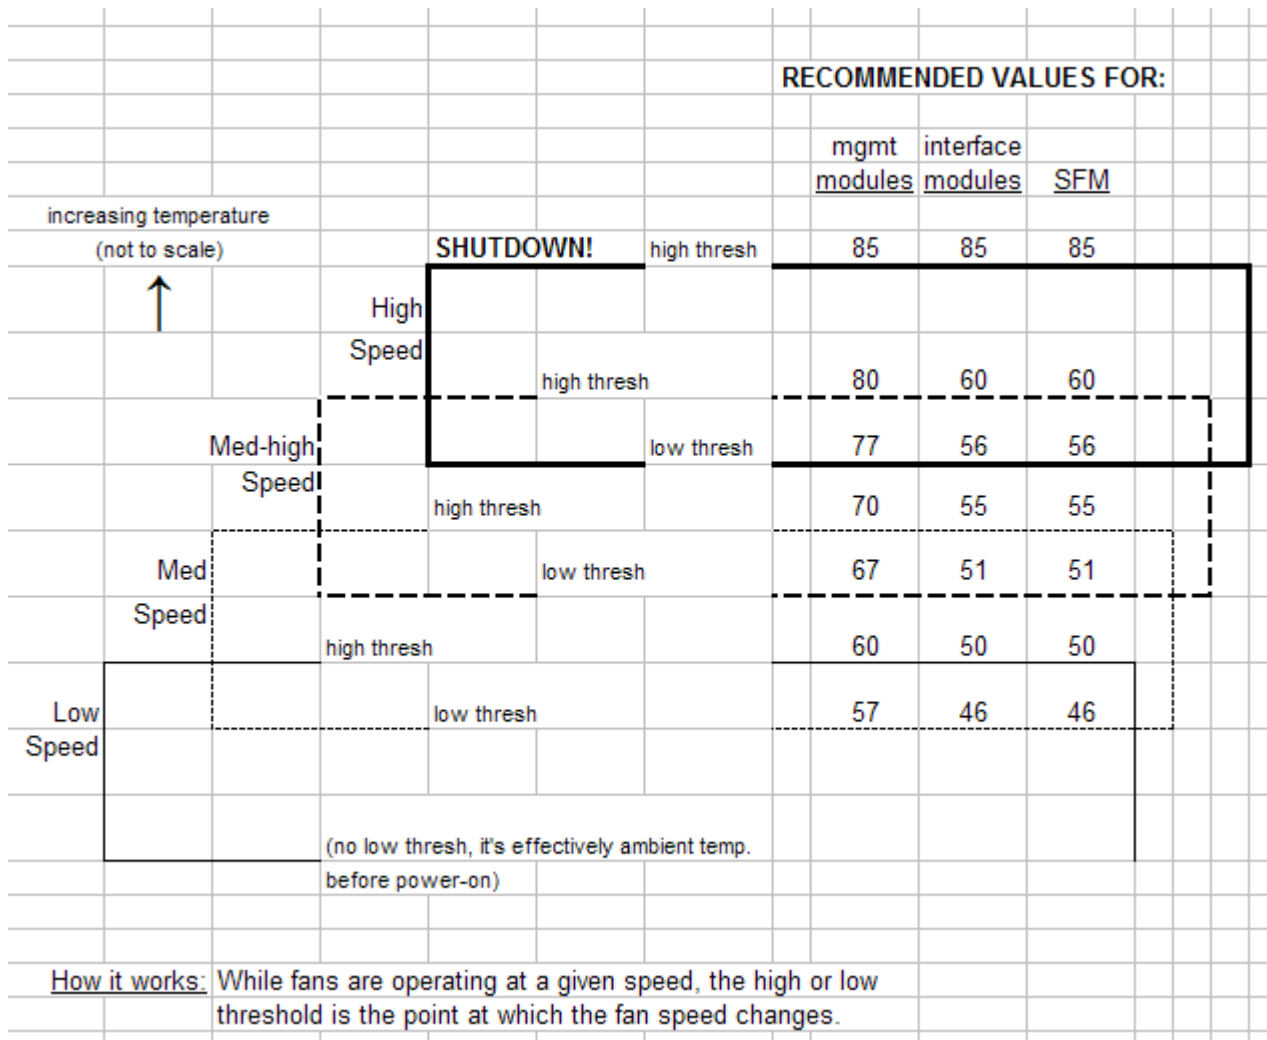 RECOMMENDED VALUES FOR:
mgmt interface
modules modules SFM
increasing temperature
(not to scale) SHUTDOWN! high thresh 85 85 85
High
Speed
high thresh 80 60 60
Med-high low thresh 77 56 56
Speed
high thresh 70 55 55
Med low thresh 67 51 51
Speed
high thresh 60 50 50
Low low thresh 57 46 46
Speed
(no low thresh, it's effectively ambient temp.
before power-on)
How it works: While fans are operating at a given speed, the high or low
threshold is the point at which the fan speed changes.